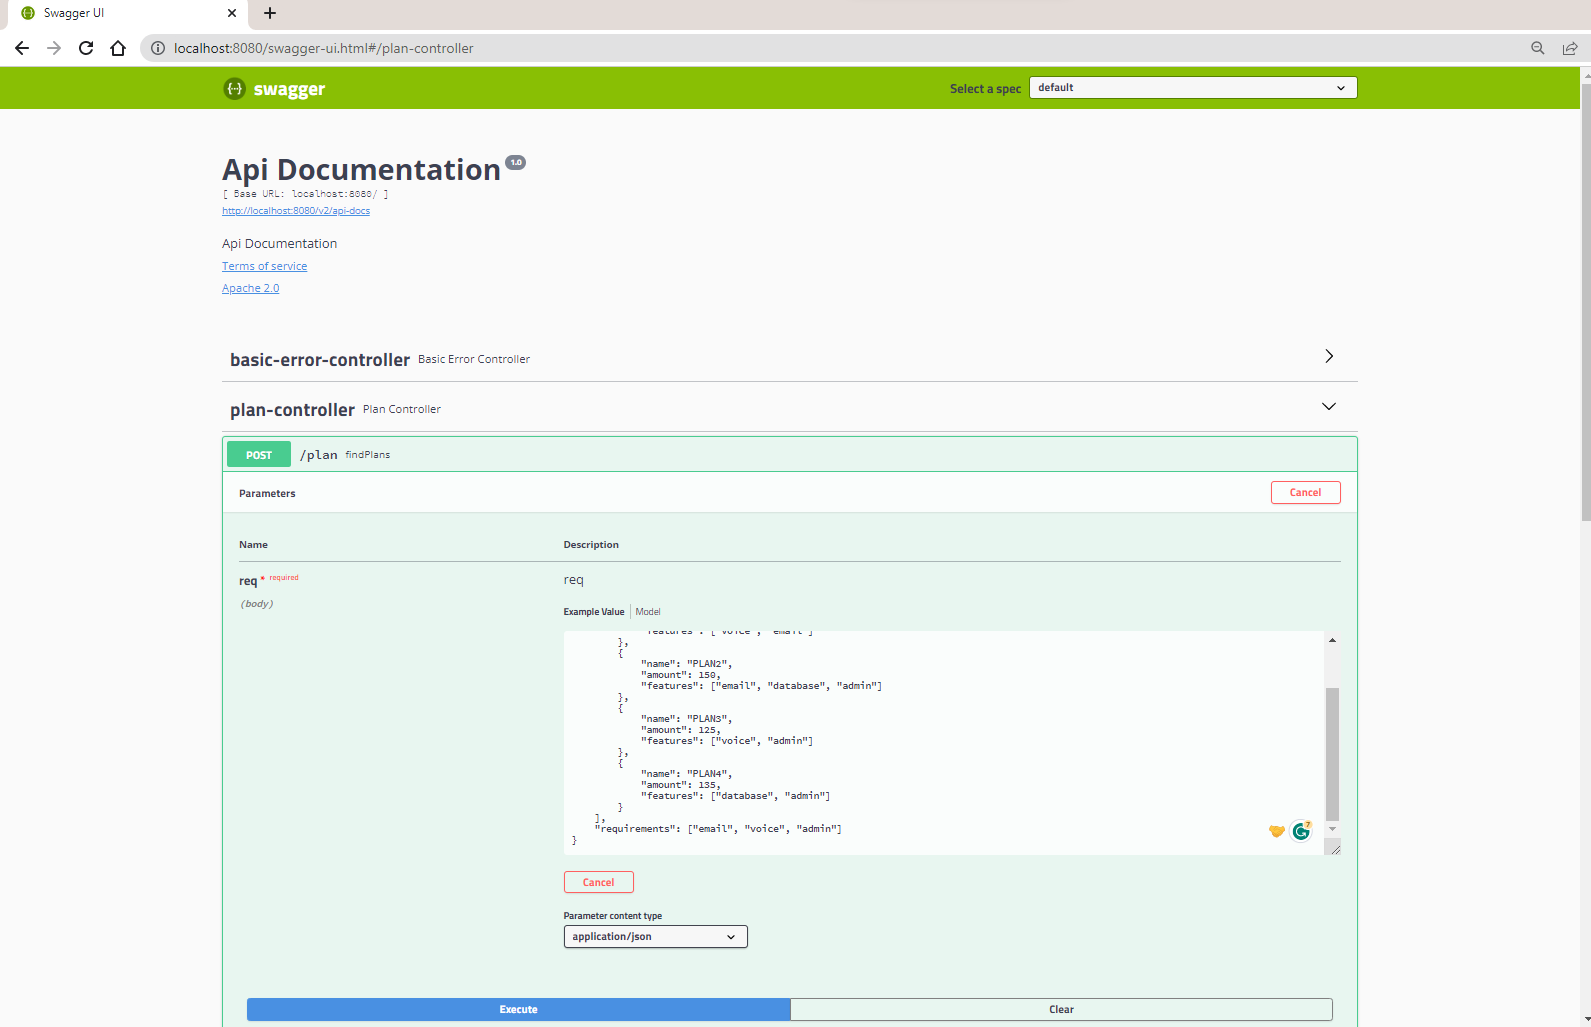 Swagger UI
localhost:8080/swagger-ui.html#/plan-controller
swagger
Select a spec
default
Api Documentation 1.0
[ Base URL: localhost:8080/ ]
http://localhost:8080/v2/api-docs
Api Documentation
Terms of service
Apache 2.0
basic-error-controller Basic Error Controller
plan-controller Plan Controller
POST /plan findPlans
Parameters
Cancel
Name
Description
req * required
(body)
req
Example Value
Model
"features": ["voice", "email"]
},
{
"name": "PLAN2",
"amount": 150,
"features": ["email", "database", "admin"]
},
{
"name": "PLAN3",
"amount": 125,
"features": ["voice", "admin"]
},
{
"name": "PLAN4",
"amount": 135,
"features": ["database", "admin"]
}
],
"requirements": ["email", "voice", "admin"]
}
7
Cancel
Parameter content type
application/json
Execute
Clear